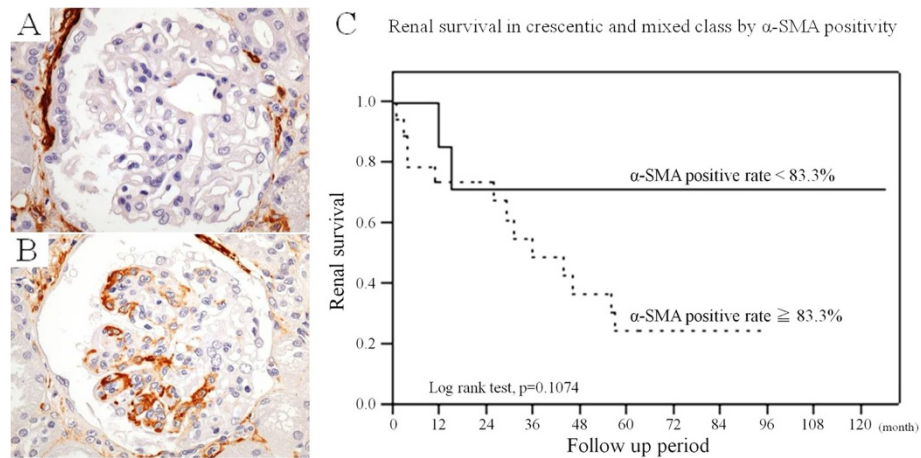 A
B
C Renal survival in crescentic and mixed class by α-SMA positivity
Renal survival
1.0
0.8
0.6
0.4
0.2
0.0
α-SMA positive rate < 83.3%
α-SMA positive rate ≧ 83.3%
Log rank test, p=0.1074
0 12 24 36 48 60 72 84 96 108 120 (month)
Follow up period